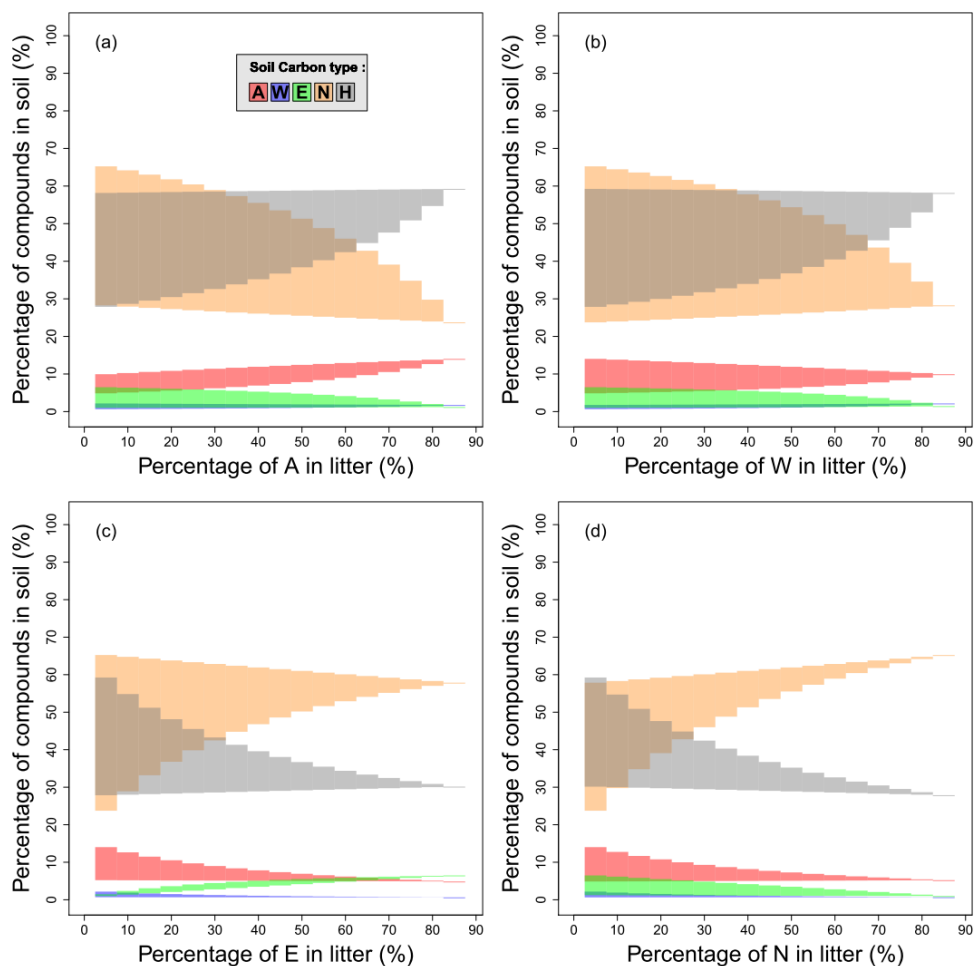 (a)
Soil Carbon type :
A W E N H
Percentage of compounds in soil (%)
100
90
80
70
60
50
40
30
20
10
0
0 10 20 30 40 50 60 70 80 90
Percentage of A in litter (%)
(b)
Percentage of compounds in soil (%)
100
90
80
70
60
50
40
30
20
10
0
0 10 20 30 40 50 60 70 80 90
Percentage of W in litter (%)
(c)
Percentage of compounds in soil (%)
100
90
80
70
60
50
40
30
20
10
0
0 10 20 30 40 50 60 70 80 90
Percentage of E in litter (%)
(d)
Percentage of compounds in soil (%)
100
90
80
70
60
50
40
30
20
10
0
0 10 20 30 40 50 60 70 80 90
Percentage of N in litter (%)